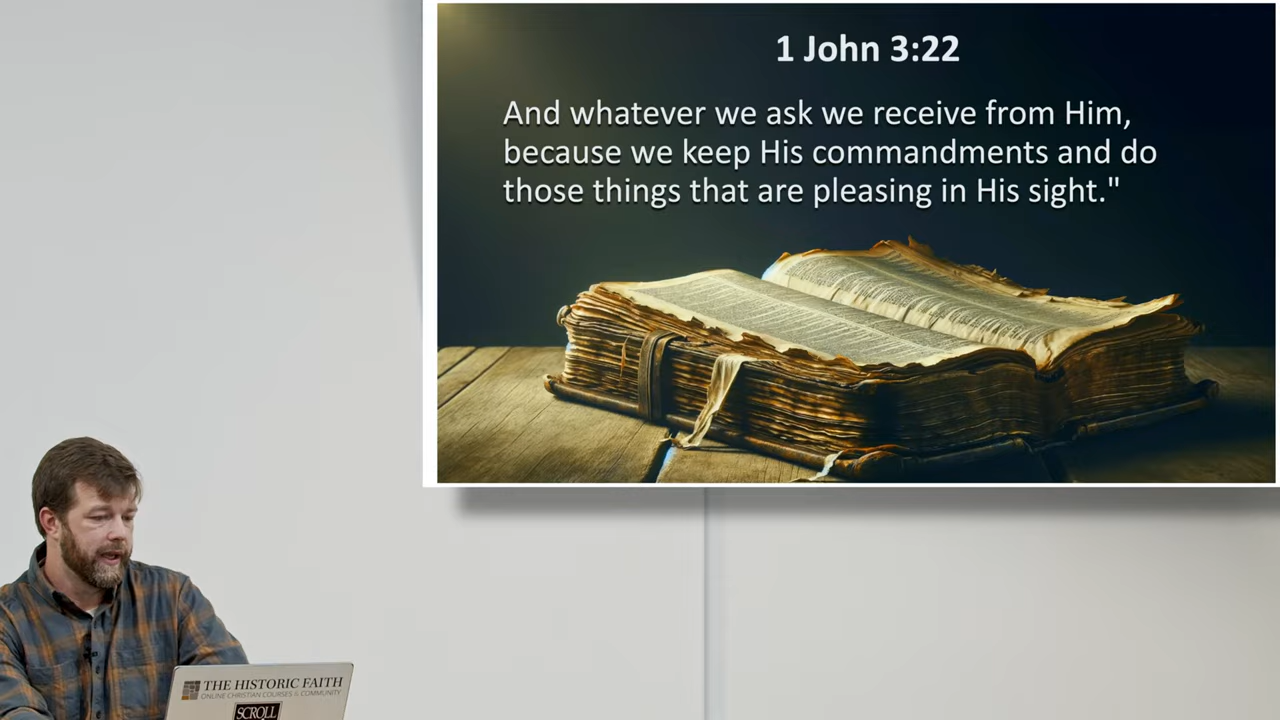 1 John 3:22
And whatever we ask we receive from Him,
because we keep His commandments and do
those things that are pleasing in His sight."
THE HISTORIC FAITH
ONLINE CHRISTIAN COURSES & COMMUNITY
SCROLL